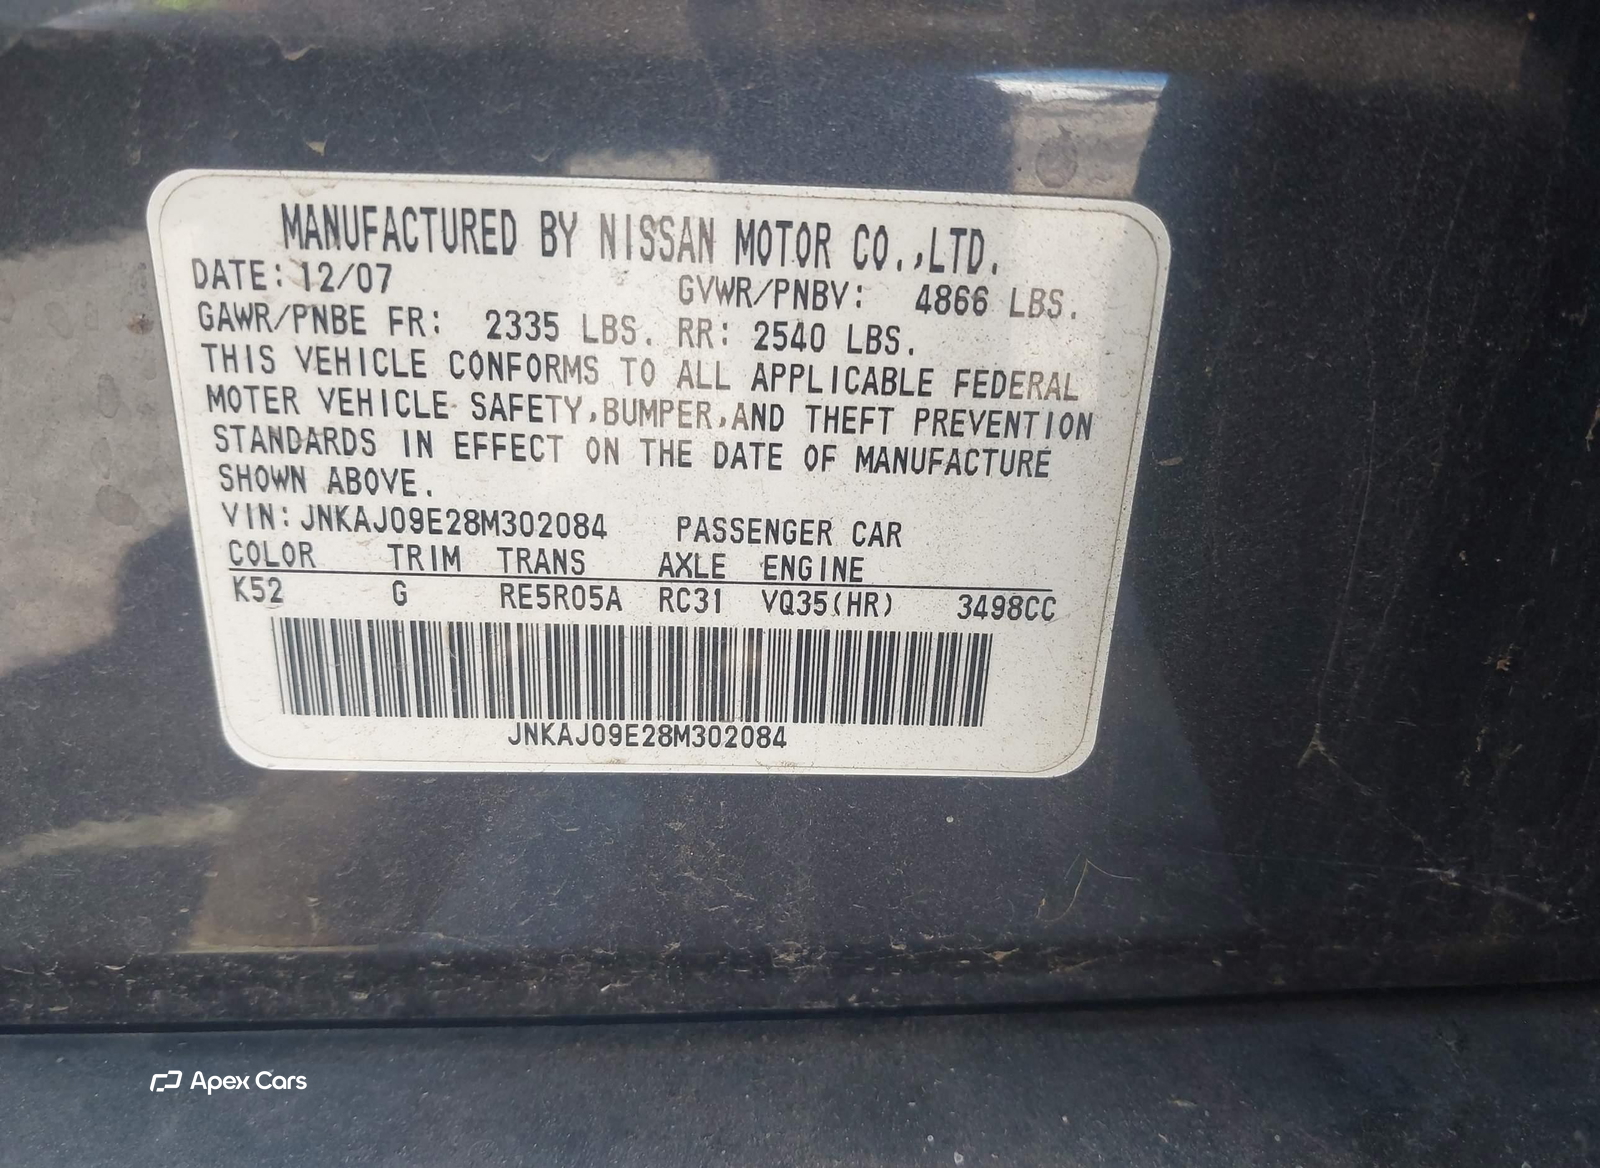 MANUFACTURED BY NISSAN MOTOR CO.,LTD.
DATE: 12/07 GVWR/PNBV: 4866 LBS.
GAWR/PNBE FR: 2335 LBS. RR: 2540 LBS.
THIS VEHICLE CONFORMS TO ALL APPLICABLE FEDERAL
MOTER VEHICLE SAFETY,BUMPER,AND THEFT PREVENTION
STANDARDS IN EFFECT ON THE DATE OF MANUFACTURE
SHOWN ABOVE.
VIN: JNKAJ09E28M302084 PASSENGER CAR
COLOR TRIM TRANS AXLE ENGINE
K52 G RE5R05A RC31 VQ35(HR) 3498CC
JNKAJ09E28M302084
Apex Cars